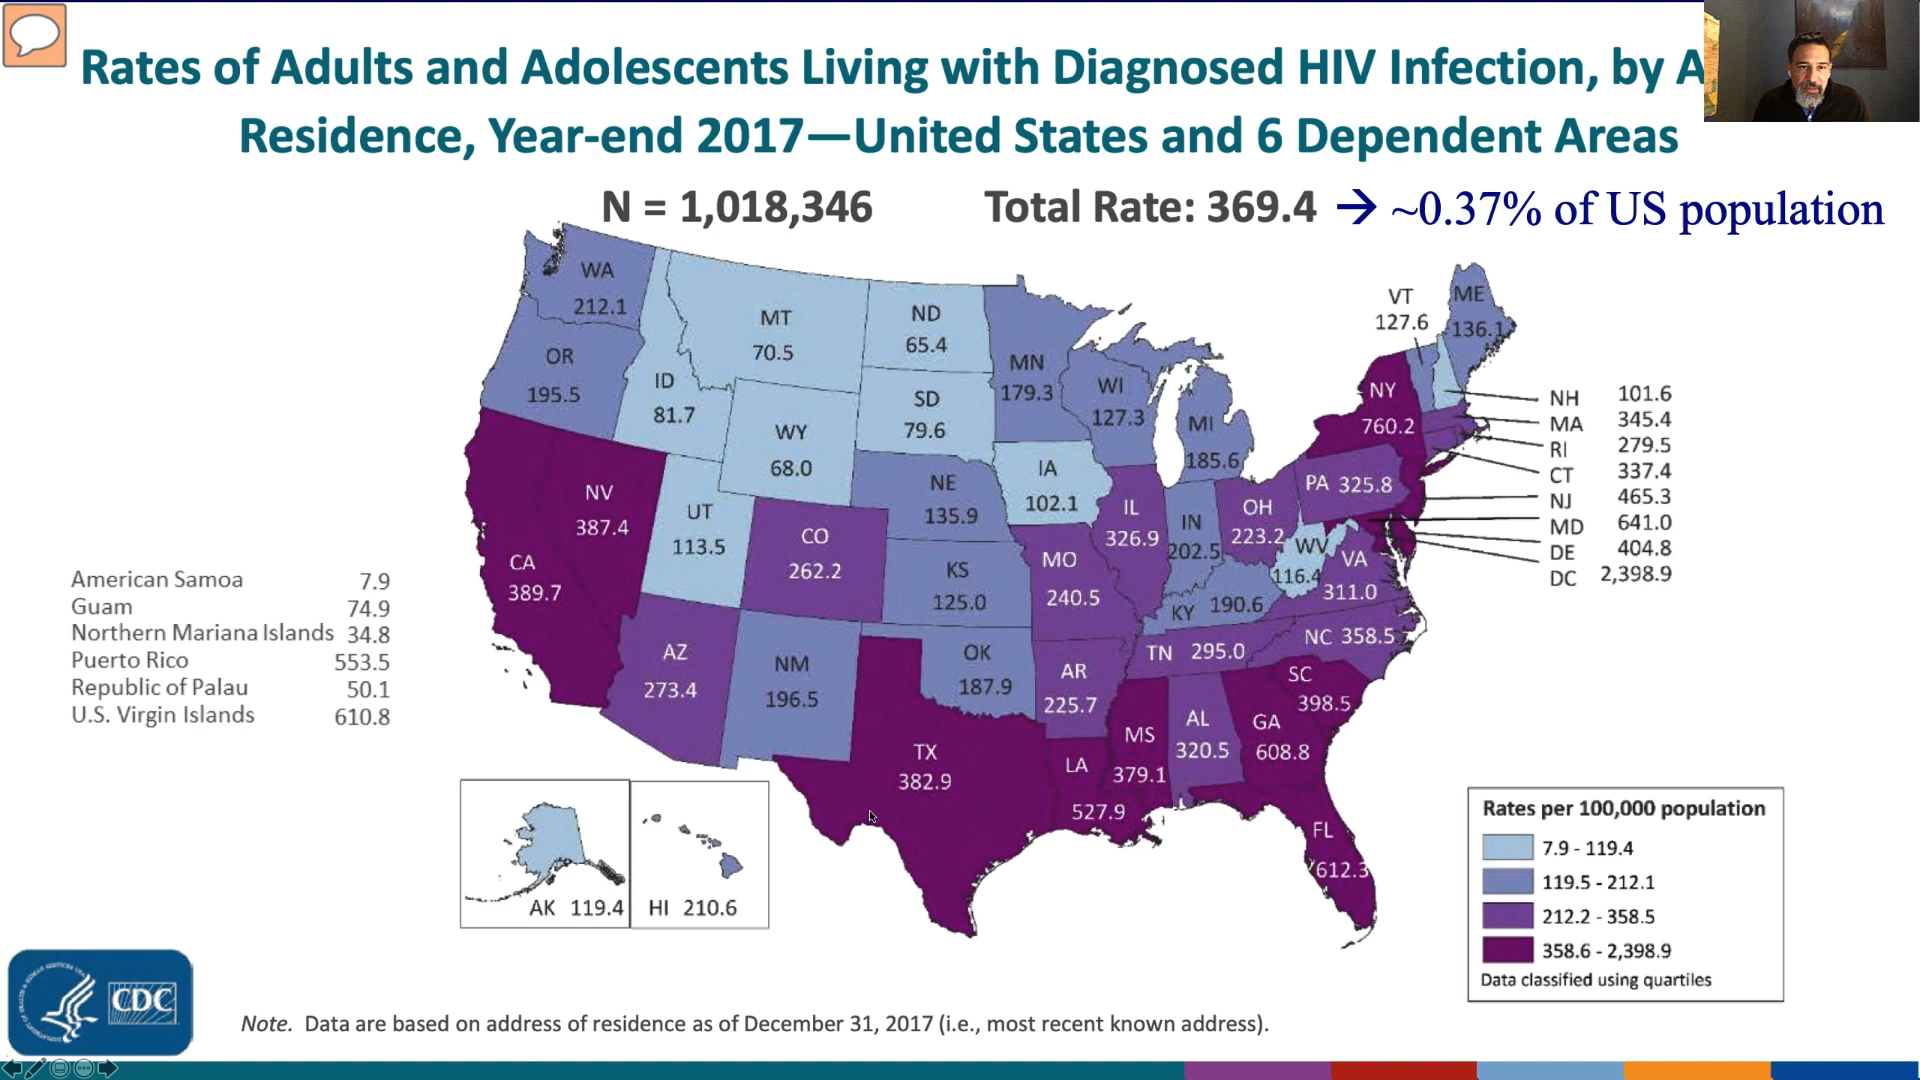 Rates of Adults and Adolescents Living with Diagnosed HIV Infection, by A
Residence, Year-end 2017—United States and 6 Dependent Areas
N = 1,018,346 Total Rate: 369.4 → ~0.37% of US population
WA
212.1
OR
195.5
ID
81.7
MT
70.5
WY
68.0
ND
65.4
SD
79.6
NE
135.9
KS
125.0
OK
187.9
MN
179.3
IA
102.1
MO
240.5
AR
225.7
LA
527.9
WI
127.3
MI
185.6
IL
326.9
IN
202.5
OH
223.2
KY 190.6
TN 295.0
MS
379.1
AL
320.5
GA
608.8
FL
612.3
SC
398.5
NC 358.5
VA
311.0
WV
116.4
PA 325.8
NY
760.2
VT
127.6
ME
136.1
NH 101.6
MA 345.4
RI 279.5
CT 337.4
NJ 465.3
MD 641.0
DE 404.8
DC 2,398.9
CA
389.7
NV
387.4
UT
113.5
CO
262.2
AZ
273.4
NM
196.5
TX
382.9
AK 119.4
HI 210.6
American Samoa 7.9
Guam 74.9
Northern Mariana Islands 34.8
Puerto Rico 553.5
Republic of Palau 50.1
U.S. Virgin Islands 610.8
Rates per 100,000 population
7.9 - 119.4
119.5 - 212.1
212.2 - 358.5
358.6 - 2,398.9
Data classified using quartiles
CDC
Note. Data are based on address of residence as of December 31, 2017 (i.e., most recent known address).